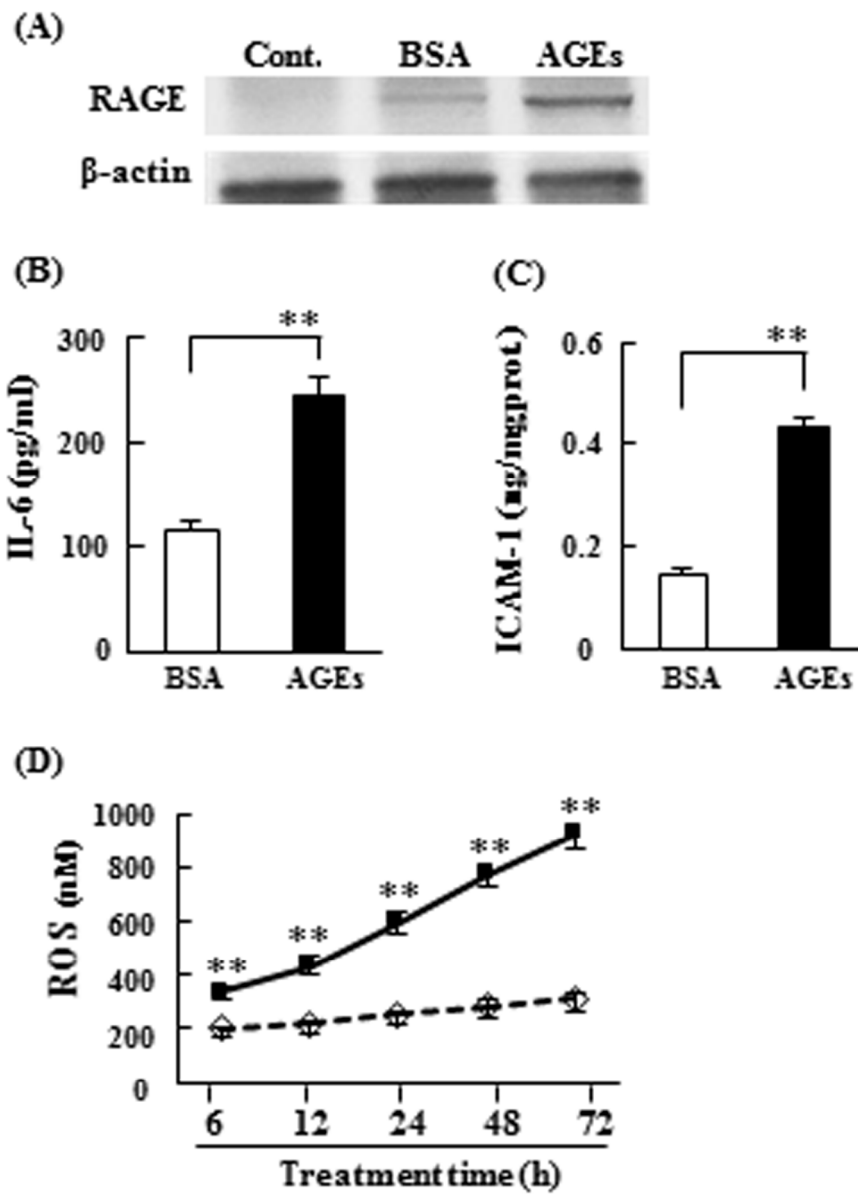 (A)
Cont. BSA AGEs
RAGE
β-actin
(B)
**
300
200
100
0
IL-6 (pg/ml)
BSA AGEs
(C)
**
0.6
0.4
0.2
0
ICAM-1 (ng/mgprot.)
BSA AGEs
(D)
1000
800
600
400
200
0
ROS (nM)
** ** ** ** **
6 12 24 48 72
Treatment time (h)